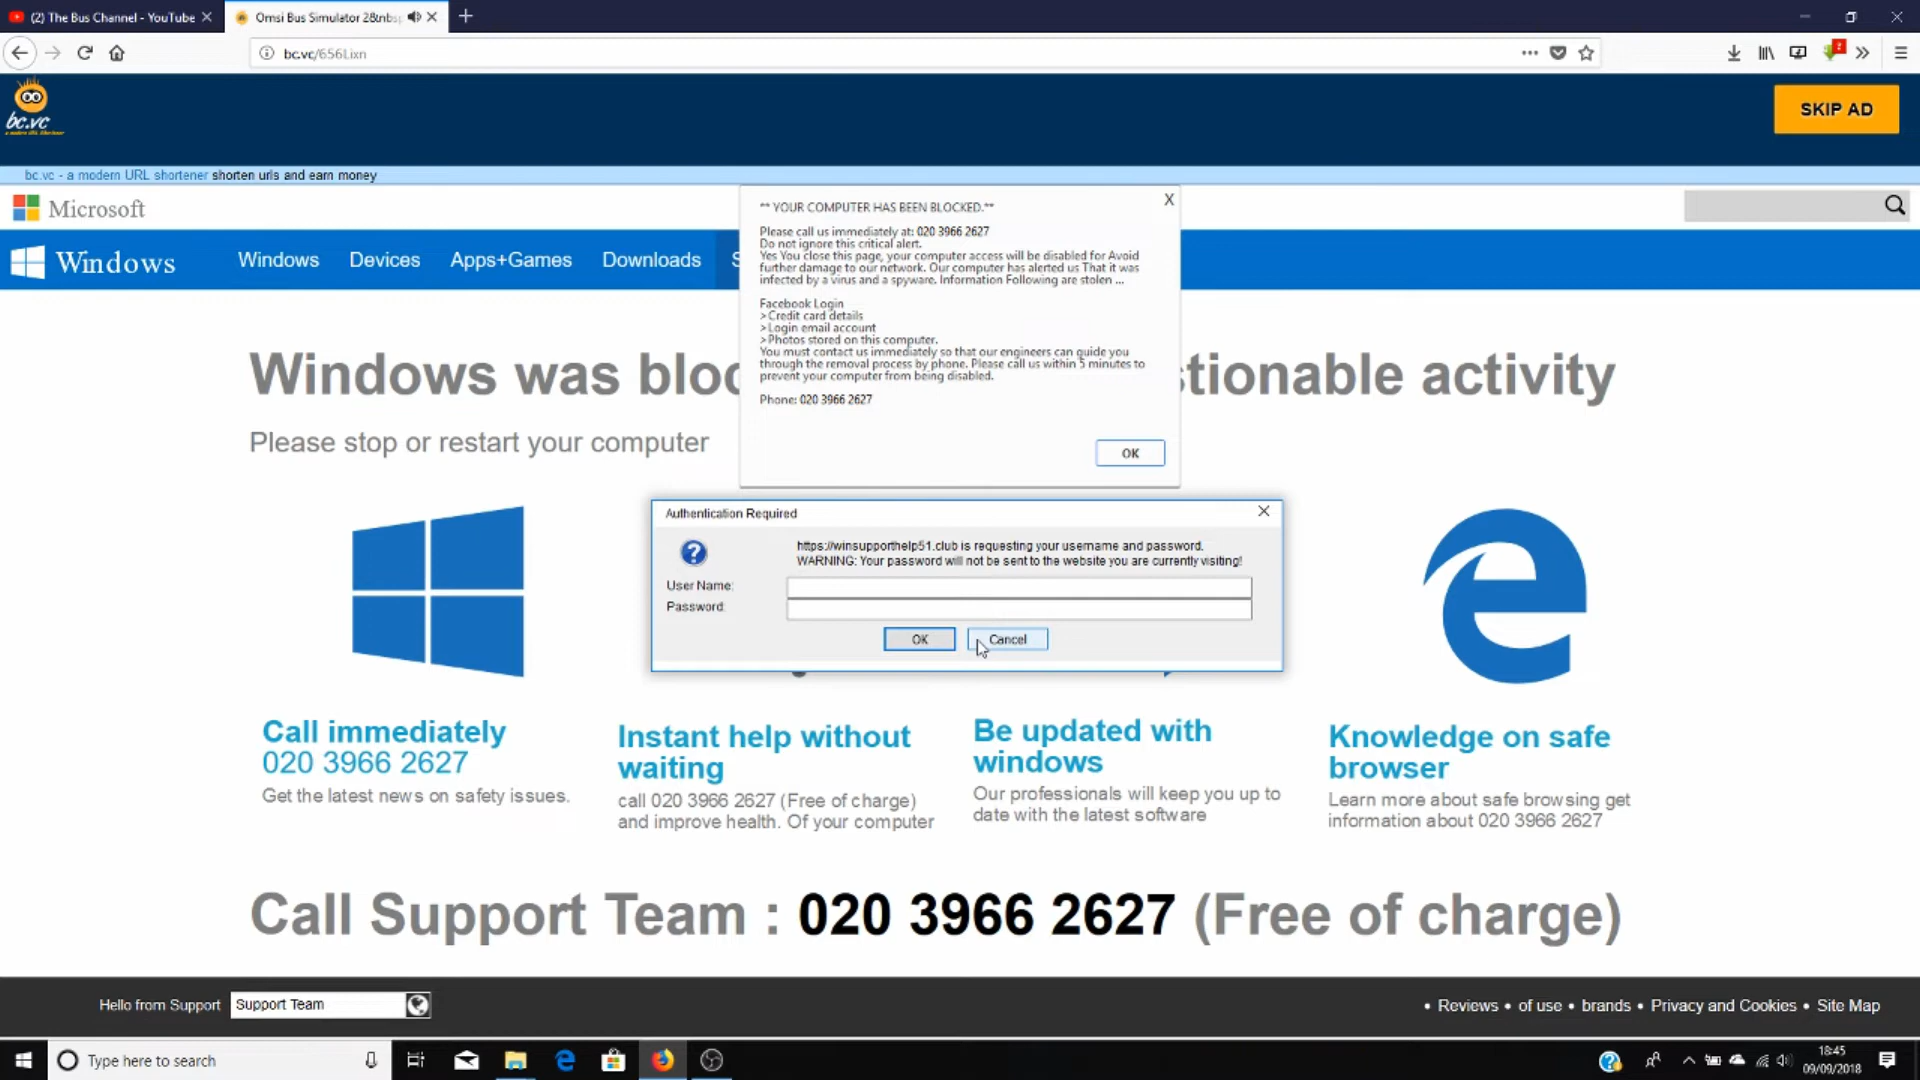 (2) The Bus Channel - YouTube
Omsi Bus Simulator 2&nbsp
bc.vc/656Lixn
2
bc.vc
SKIP AD
bc.vc - a modern URL shortener shorten urls and earn money
Microsoft
Windows
Windows Devices Apps+Games Downloads S
** YOUR COMPUTER HAS BEEN BLOCKED.**
X
Please call us immediately at: 020 3966 2627
Do not ignore this critical alert.
Yes You close this page, your computer access will be disabled for Avoid
further damage to our network. Our computer has alerted us That it was
infected by a virus and a spyware. Information Following are stolen ...
Facebook Login
>Credit card details
>Login email account
>Photos stored on this computer.
You must contact us immediately so that our engineers can guide you
through the removal process by phone. Please call us within 5 minutes to
prevent your computer from being disabled.
Phone: 020 3966 2627
OK
Windows was bloc stionable activity
Please stop or restart your computer
Authentication Required
https://winsupporthelp51.club is requesting your username and password.
WARNING: Your password will not be sent to the website you are currently visiting!
User Name:
Password:
OK Cancel
Call immediately
020 3966 2627
Get the latest news on safety issues.
Instant help without
waiting
call 020 3966 2627 (Free of charge)
and improve health. Of your computer
Be updated with
windows
Our professionals will keep you up to
date with the latest software
Knowledge on safe
browser
Learn more about safe browsing get
information about 020 3966 2627
Call Support Team : 020 3966 2627 (Free of charge)
Hello from Support Support Team
• Reviews • of use • brands • Privacy and Cookies • Site Map
Type here to search
18:45
09/09/2018